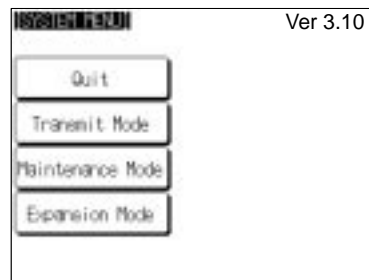 [SYSTEM MENU] Ver 3.10
Quit
Transmit Mode
Maintenance Mode
Expansion Mode